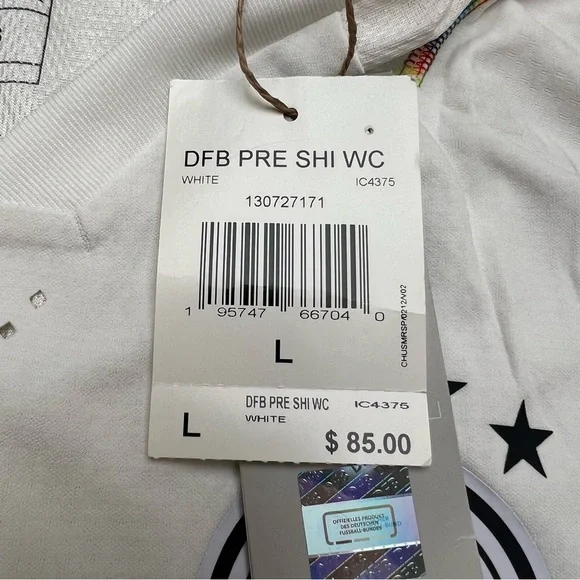 DFB PRE SHI WC
WHITE IC4375
130727171
1 95747 66704 0
CHUSMRSP/0212/V02
L
DFB PRE SHI WC IC4375
L WHITE
$ 85.00
OFFIZIELLES PRODUKT
DES DEUTSCHEN
FUSSBALL-BUNDES